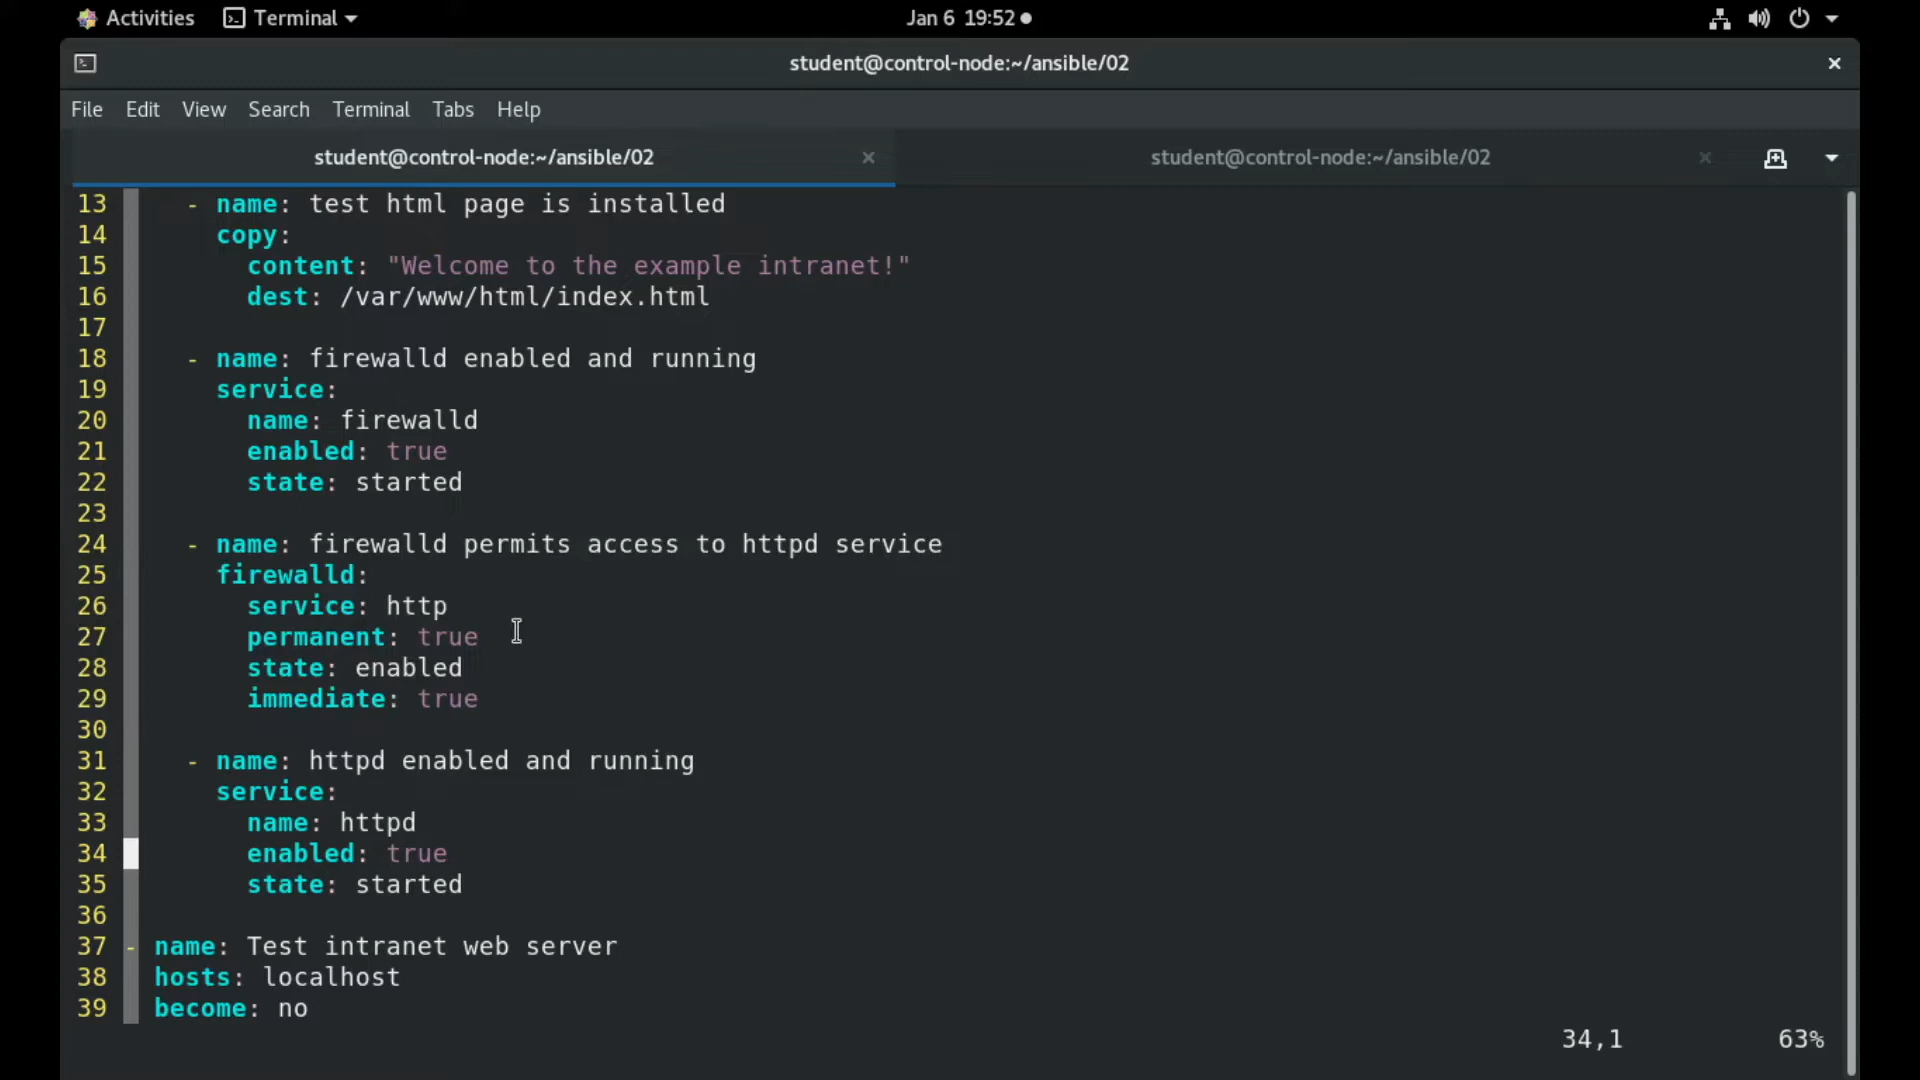 Activities Terminal Jan 6 19:52
student@control-node:~/ansible/02
File Edit View Search Terminal Tabs Help
student@control-node:~/ansible/02 student@control-node:~/ansible/02
13 - name: test html page is installed
14 copy:
15 content: "Welcome to the example intranet!"
16 dest: /var/www/html/index.html
17
18 - name: firewalld enabled and running
19 service:
20 name: firewalld
21 enabled: true
22 state: started
23
24 - name: firewalld permits access to httpd service
25 firewalld:
26 service: http
27 permanent: true
28 state: enabled
29 immediate: true
30
31 - name: httpd enabled and running
32 service:
33 name: httpd
34 enabled: true
35 state: started
36
37 - name: Test intranet web server
38 hosts: localhost
39 become: no
34,1 63%